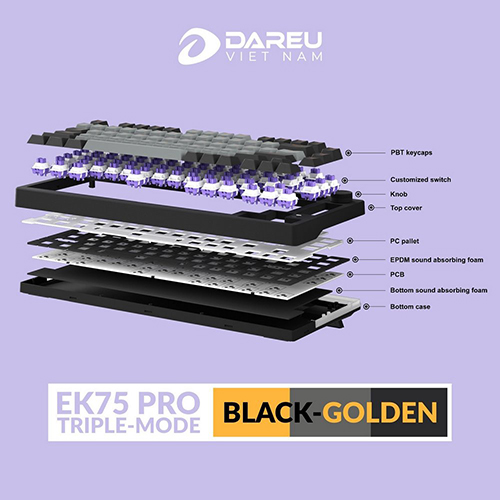 DAREU
VIET NAM
PBT keycaps
Customized switch
Knob
Top cover
PC pallet
EPDM sound absorbing foam
PCB
Bottom sound absorbing foam
Bottom case
EK75 PRO
TRIPLE-MODE
BLACK-GOLDEN